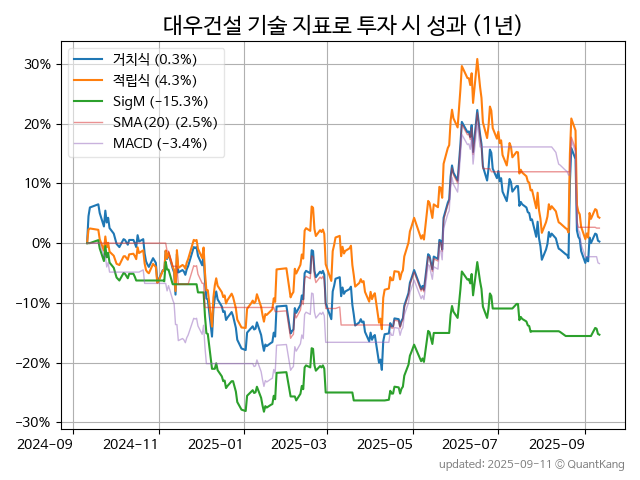 대우건설 기술 지표로 투자 시 성과 (1년)
거치식 (0.3%)
적립식 (4.3%)
SigM (−15.3%)
SMA(20) (2.5%)
MACD (−3.4%)
30%
20%
10%
0%
−10%
−20%
−30%
2024-09 2024-11 2025-01 2025-03 2025-05 2025-07 2025-09
updated: 2025-09-11 © QuantKang